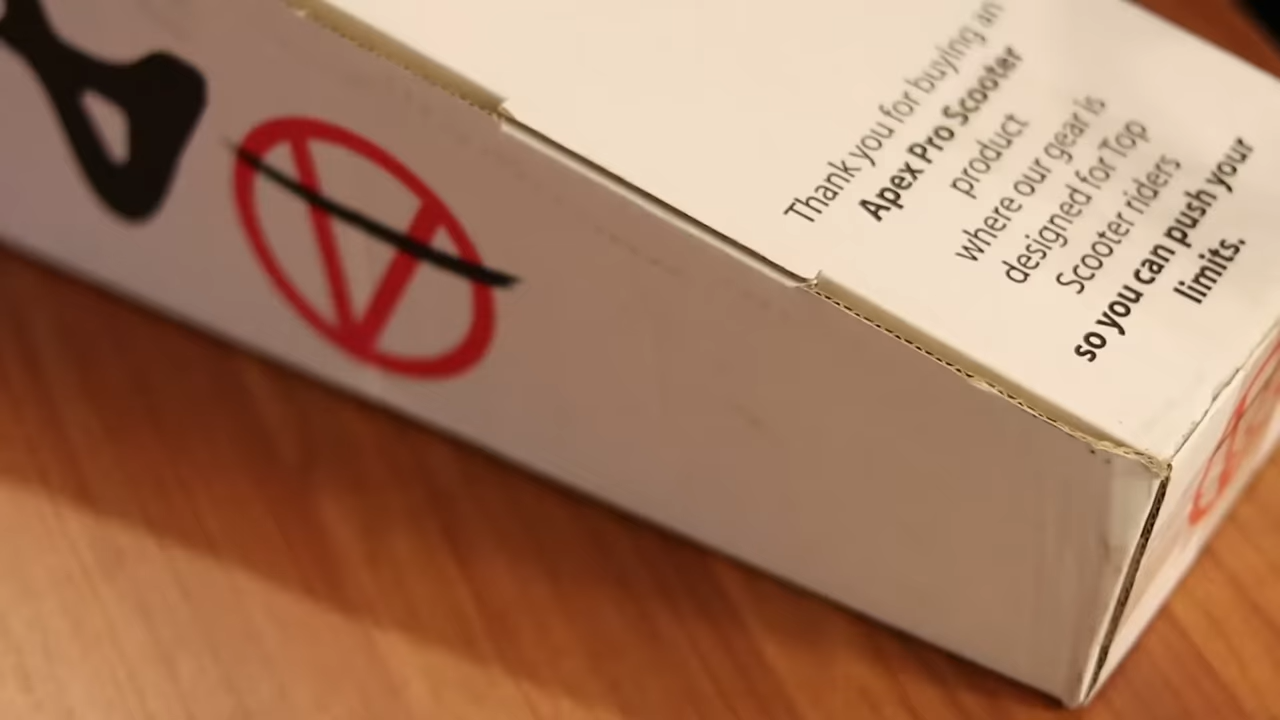 Thank you for buying an
Apex Pro Scooter
product
where our gear is
designed for Top
Scooter riders
so you can push your
limits.